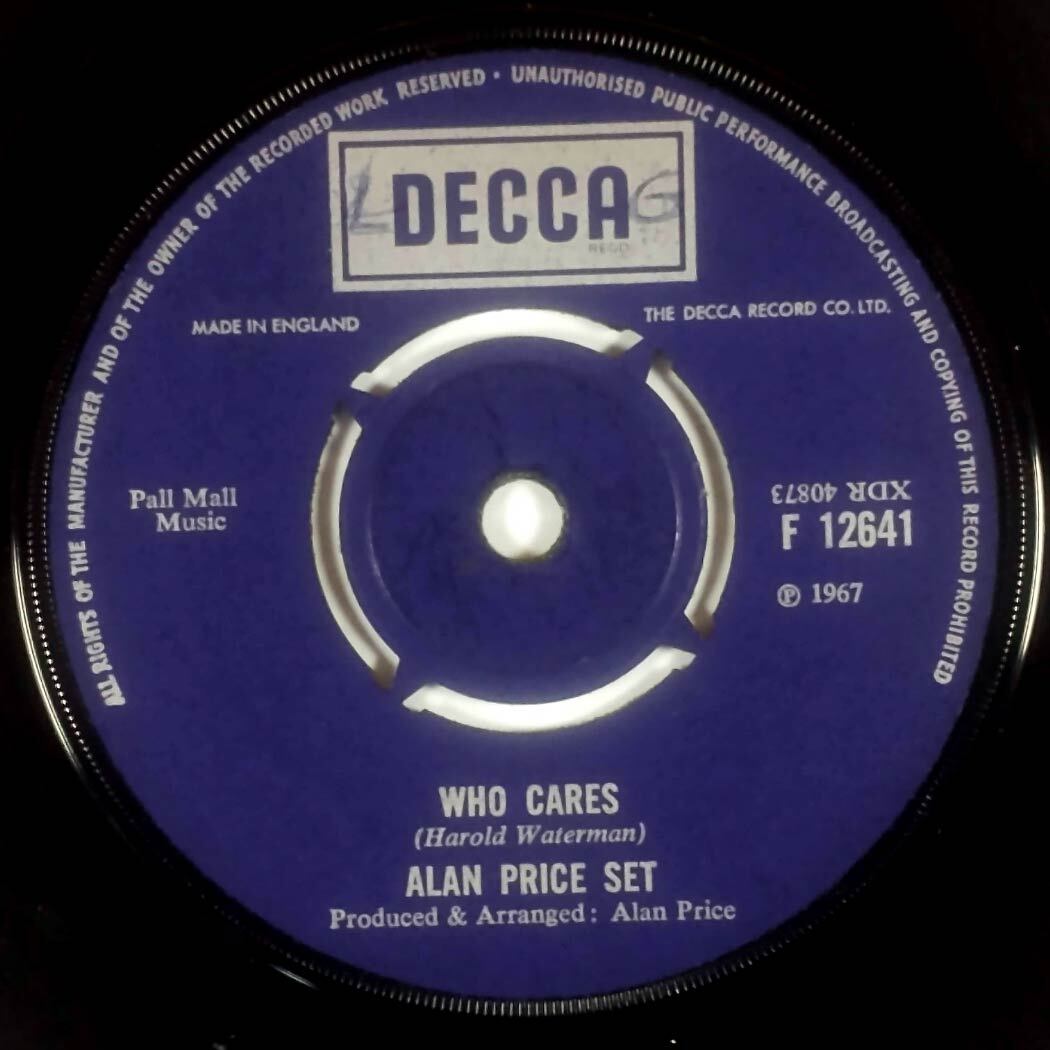 ALL RIGHTS OF THE MANUFACTURER AND OF THE OWNER OF THE RECORDED WORK RESERVED · UNAUTHORISED PUBLIC PERFORMANCE BROADCASTING AND COPYING OF THIS RECORD PROHIBITED
L DECCA G
REGD
MADE IN ENGLAND
THE DECCA RECORD CO. LTD.
Pall Mall
Music
XDR 40873
F 12641
℗ 1967
WHO CARES
(Harold Waterman)
ALAN PRICE SET
Produced & Arranged: Alan Price